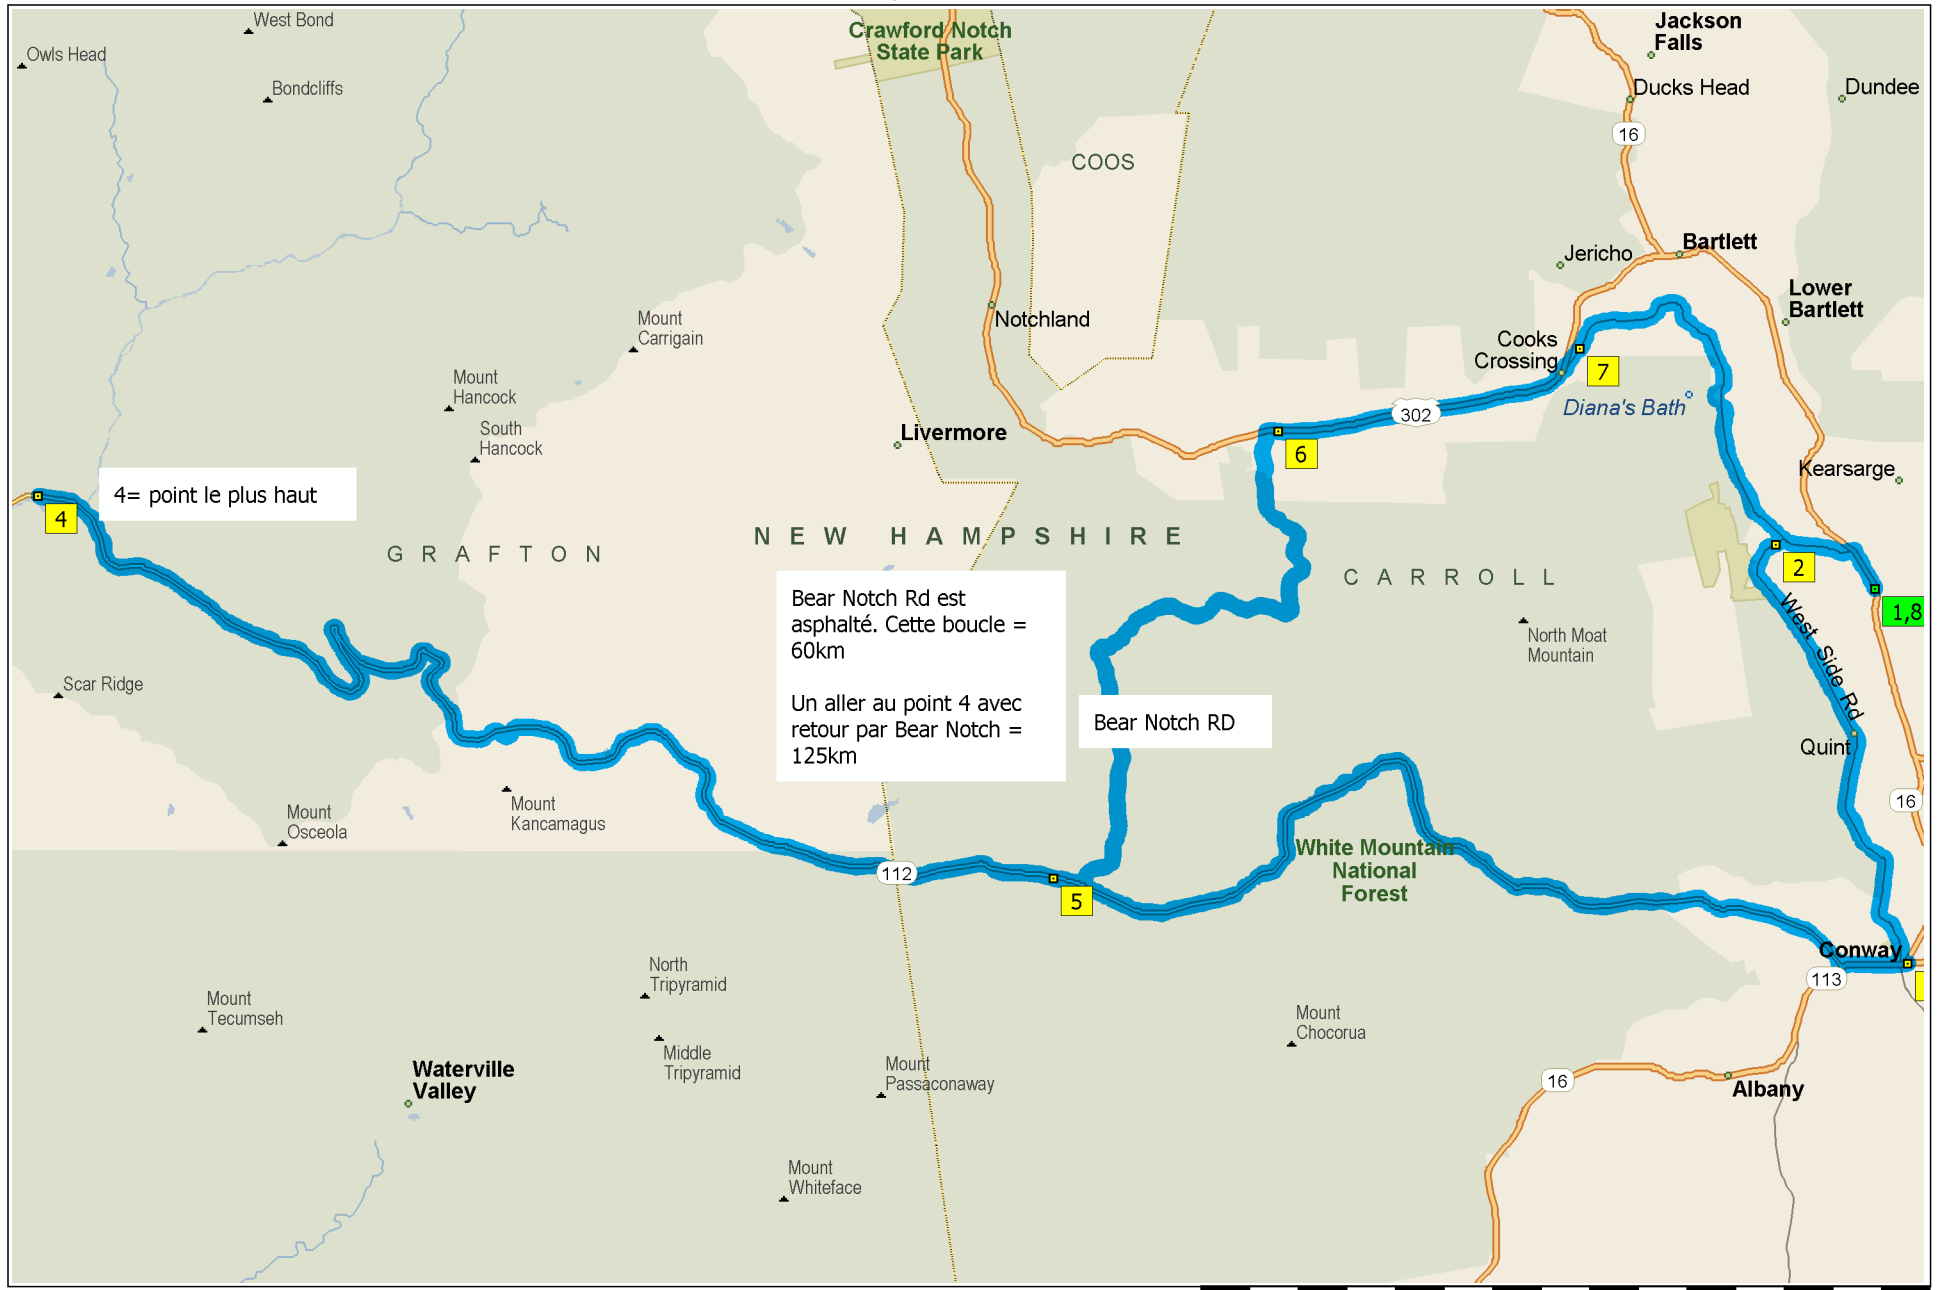 West Bond
Owls Head
Bondcliffs
Crawford Notch
State Park
Jackson
Falls
Ducks Head
Dundee
16
COOS
Bartlett
Jericho
Lower
Bartlett
Notchland
Mount
Carrigain
Cooks
Crossing
7
Mount
Hancock
Diana's Bath
302
South
Hancock
Livermore
6
Kearsarge
4= point le plus haut
4
NEW HAMPSHIRE
GRAFTON
2
CARROLL
Bear Notch Rd est
asphalté. Cette boucle =
60km
Un aller au point 4 avec
retour par Bear Notch =
125km
1,8
West Side Rd
North Moat
Mountain
Scar Ridge
Bear Notch RD
Quint
16
Mount
Kancamagus
Mount
Osceola
White Mountain
National
Forest
112
5
Conway
113
North
Tripyramid
Mount
Tecumseh
Mount
Chocorua
Middle
Tripyramid
Waterville
Valley
Mount
Passaconaway
16
Albany
Mount
Whiteface